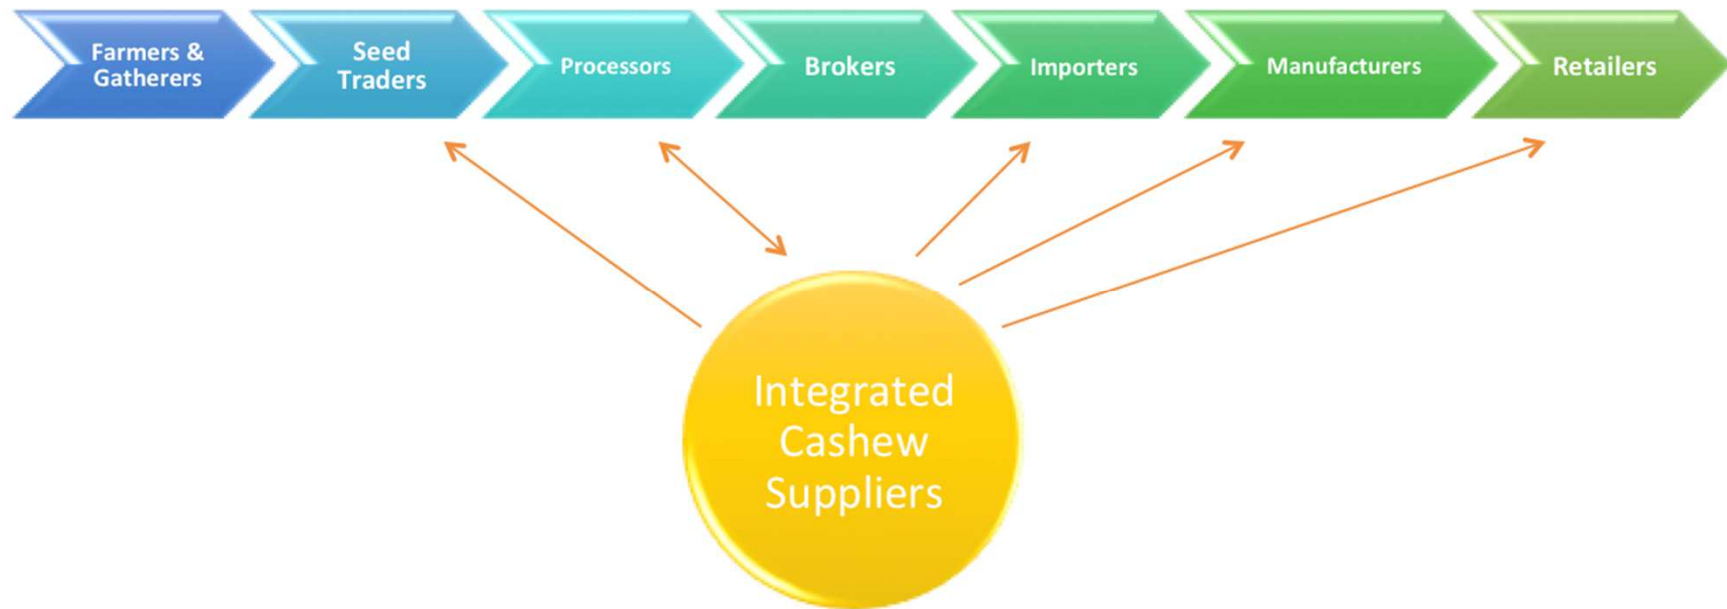 Farmers &
Gatherers
Seed
Traders
Processors
Brokers
Importers
Manufacturers
Retailers
Integrated
Cashew
Suppliers